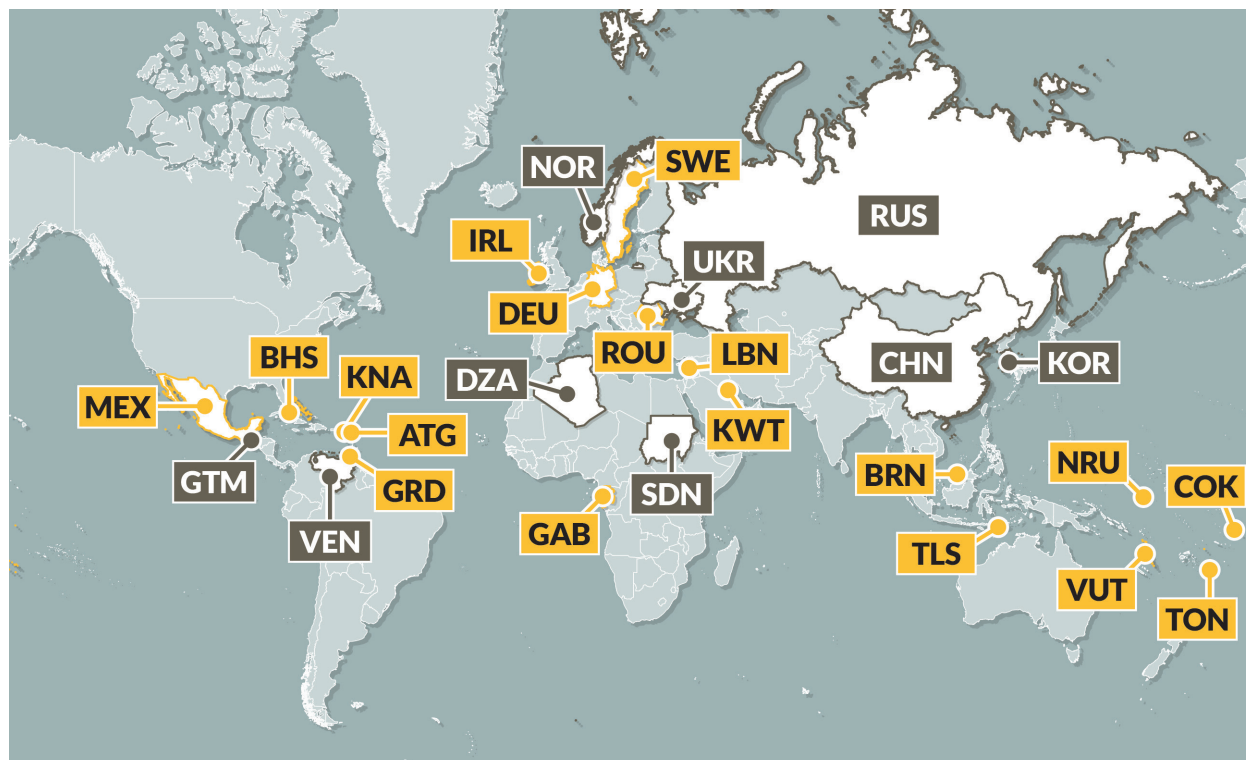 SWE
NOR
RUS
IRL
UKR
DEU
BHS
ROU
LBN
CHN
KOR
KNA
DZA
MEX
ATG
KWT
GTM
GRD
BRN
NRU
SDN
COK
VEN
GAB
TLS
VUT
TON